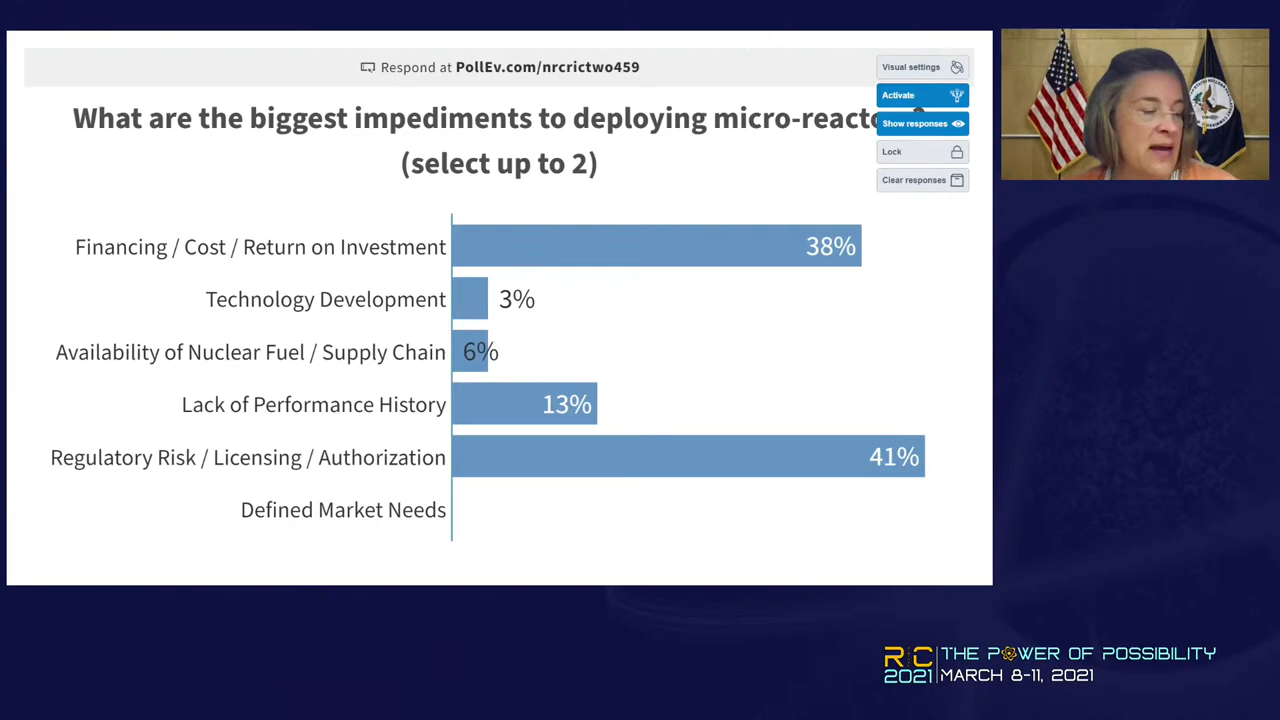 Respond at PollEv.com/nrcrictwo459
What are the biggest impediments to deploying micro-reacto
(select up to 2)
Visual settings
Activate
Show responses
Lock
Clear responses
Financing / Cost / Return on Investment 38%
Technology Development 3%
Availability of Nuclear Fuel / Supply Chain 6%
Lack of Performance History 13%
Regulatory Risk / Licensing / Authorization 41%
Defined Market Needs
RIC THE POWER OF POSSIBILITY
2021 MARCH 8-11, 2021